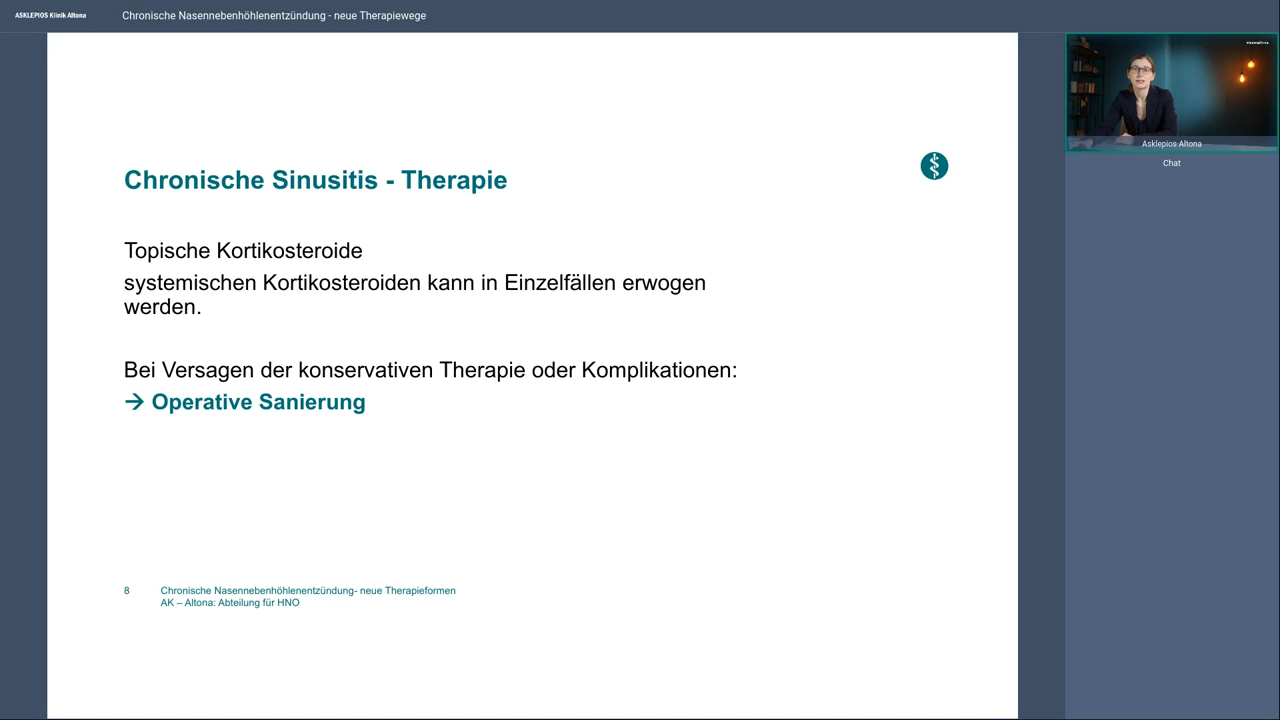 ASKLEPIOS Klinik Altona
Chronische Nasennebenhöhlenentzündung - neue Therapiewege
Asklepios Altona
Chat
Chronische Sinusitis - Therapie
Topische Kortikosteroide
systemischen Kortikosteroiden kann in Einzelfällen erwogen
werden.
Bei Versagen der konservativen Therapie oder Komplikationen:
→ Operative Sanierung
8
Chronische Nasennebenhöhlenentzündung- neue Therapieformen
AK – Altona: Abteilung für HNO